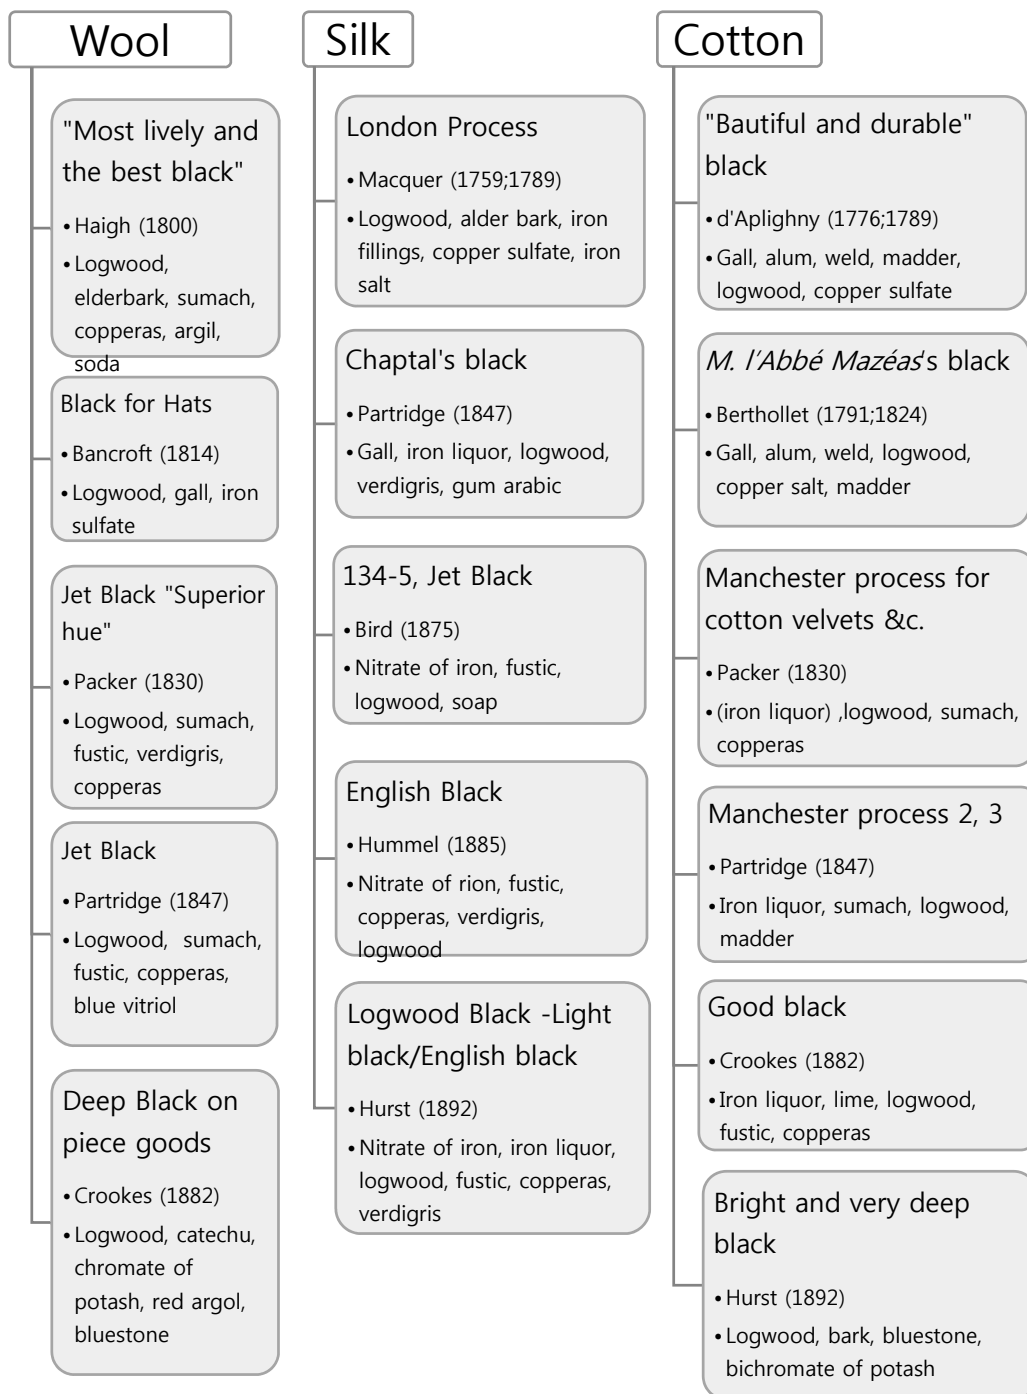 Wool
"Most lively and
the best black"
• Haigh (1800)
• Logwood,
elderbark, sumach,
copperas, argil,
soda
Black for Hats
• Bancroft (1814)
• Logwood, gall, iron
sulfate
Jet Black "Superior
hue"
• Packer (1830)
• Logwood, sumach,
fustic, verdigris,
copperas
Jet Black
• Partridge (1847)
• Logwood, sumach,
fustic, copperas,
blue vitriol
Deep Black on
piece goods
• Crookes (1882)
• Logwood, catechu,
chromate of
potash, red argol,
bluestone
Silk
London Process
• Macquer (1759;1789)
• Logwood, alder bark, iron
fillings, copper sulfate, iron
salt
Chaptal's black
• Partridge (1847)
• Gall, iron liquor, logwood,
verdigris, gum arabic
134-5, Jet Black
• Bird (1875)
• Nitrate of iron, fustic,
logwood, soap
English Black
• Hummel (1885)
• Nitrate of rion, fustic,
copperas, verdigris,
logwood
Logwood Black -Light
black/English black
• Hurst (1892)
• Nitrate of iron, iron liquor,
logwood, fustic, copperas,
verdigris
Cotton
"Bautiful and durable"
black
• d'Aplighny (1776;1789)
• Gall, alum, weld, madder,
logwood, copper sulfate
M. l'Abbé Mazéas's black
• Berthollet (1791;1824)
• Gall, alum, weld, logwood,
copper salt, madder
Manchester process for
cotton velvets &c.
• Packer (1830)
• (iron liquor) ,logwood, sumach,
copperas
Manchester process 2, 3
• Partridge (1847)
• Iron liquor, sumach, logwood,
madder
Good black
• Crookes (1882)
• Iron liquor, lime, logwood,
fustic, copperas
Bright and very deep
black
• Hurst (1892)
• Logwood, bark, bluestone,
bichromate of potash